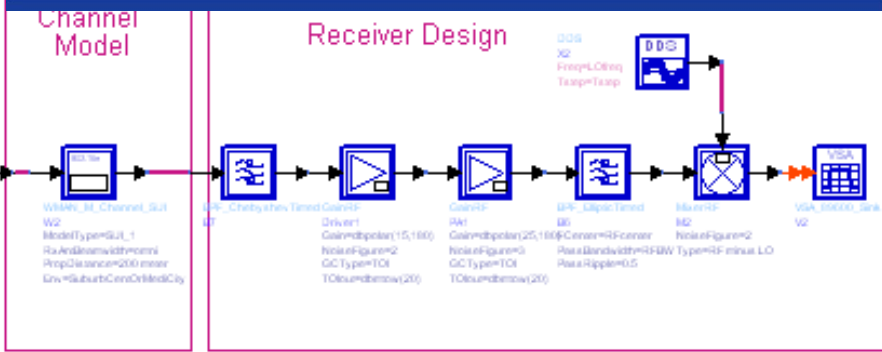 Channel
Model
Receiver Design
DDS
X2
Freq=LOfreq
Tstep=Tstep
DDS
VSA
WMAN_M_Channel_SUI
W2
ModelType=SUI_1
RxAntBeamwidth=omni
PropDistance=200 meter
Env=SuburbCentOrMediCity
BPF_ChebyshevTimed
B7
GainRF
Driver1
Gain=dbpolar(15,180)
NoiseFigure=2
GCType=TOI
TOIout=dbmtow(20)
GainRF
PA1
Gain=dbpolar(25,180)
NoiseFigure=3
GCType=TOI
TOIout=dbmtow(20)
BPF_EllipticTimed
B6
FCenter=RFcenter
PassBandwidth=RFBW
PassRipple=0.5
MixerRF
M2
NoiseFigure=2
Type=RF minus LO
VSA_89600_Sink
V2